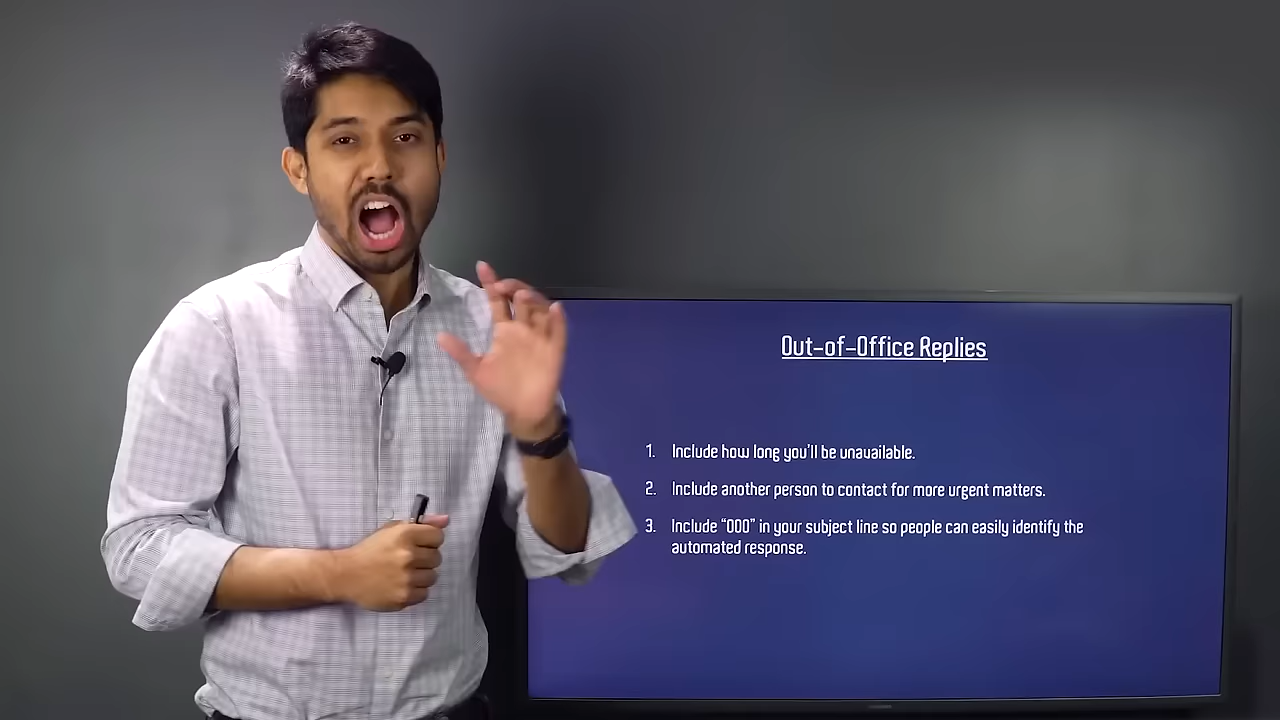 Out-of-Office Replies
1. Include how long you'll be unavailable.
2. Include another person to contact for more urgent matters.
3. Include "OOO" in your subject line so people can easily identify the
automated response.